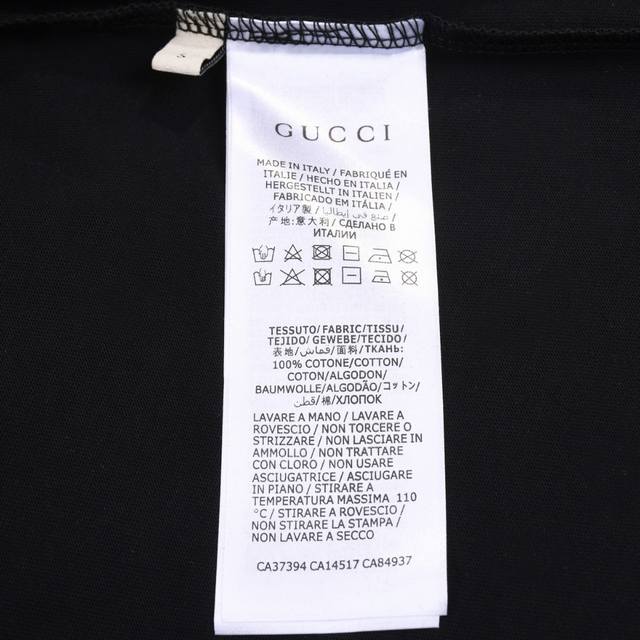 S
GUCCI
MADE IN ITALY / FABRIQUÉ EN
ITALIE / HECHO EN ITALIA /
HERGESTELLT IN ITALIEN /
FABRICADO EM ITÁLIA /
イタリア製 / صنع في إيطاليا /
产地:意大利 / СДЕЛАНО В
ИТАЛИИ
TESSUTO/FABRIC/TISSU/
TEJIDO/GEWEBE/TECIDO/
表地/قماش/面料/ТКАНЬ:
100% COTONE/COTTON/
COTON/ALGODON/
BAUMWOLLE/ALGODÃO/コットン/
قطن/棉/ХЛОПОК
LAVARE A MANO / LAVARE A
ROVESCIO / NON TORCERE O
STRIZZARE / NON LASCIARE IN
AMMOLLO / NON TRATTARE
CON CLORO / NON USARE
ASCIUGATRICE / ASCIUGARE
IN PIANO / STIRARE A
TEMPERATURA MASSIMA 110
°C / STIRARE A ROVESCIO /
NON STIRARE LA STAMPA /
NON LAVARE A SECCO
CA37394 CA14517 CA84937